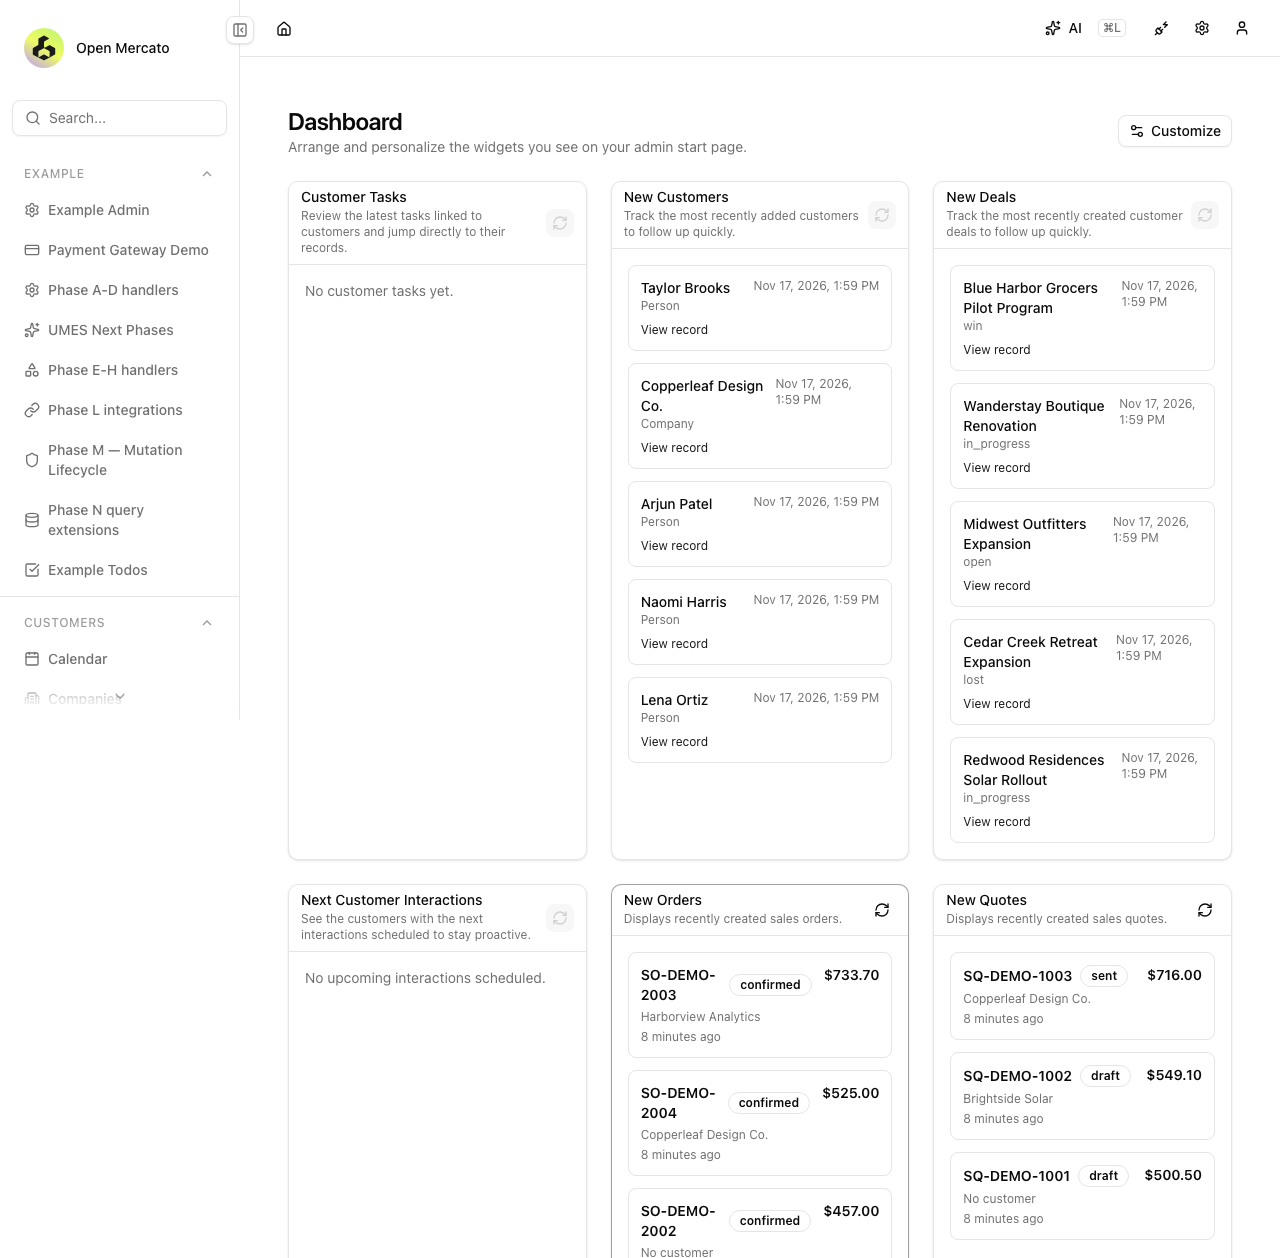 Open Mercato
Search...
EXAMPLE
Example Admin
Payment Gateway Demo
Phase A-D handlers
UMES Next Phases
Phase E-H handlers
Phase L integrations
Phase M — Mutation
Lifecycle
Phase N query
extensions
Example Todos
CUSTOMERS
Calendar
Companies
AI
⌘L
Dashboard
Arrange and personalize the widgets you see on your admin start page.
Customize
Customer Tasks
Review the latest tasks linked to
customers and jump directly to their
records.
No customer tasks yet.
New Customers
Track the most recently added customers
to follow up quickly.
Taylor Brooks
Nov 17, 2026, 1:59 PM
Person
View record
Copperleaf Design
Co.
Nov 17, 2026,
1:59 PM
Company
View record
Arjun Patel
Nov 17, 2026, 1:59 PM
Person
View record
Naomi Harris
Nov 17, 2026, 1:59 PM
Person
View record
Lena Ortiz
Nov 17, 2026, 1:59 PM
Person
View record
New Deals
Track the most recently created customer
deals to follow up quickly.
Blue Harbor Grocers
Pilot Program
Nov 17, 2026,
1:59 PM
win
View record
Wanderstay Boutique
Renovation
Nov 17, 2026,
1:59 PM
in_progress
View record
Midwest Outfitters
Expansion
Nov 17, 2026,
1:59 PM
open
View record
Cedar Creek Retreat
Expansion
Nov 17, 2026,
1:59 PM
lost
View record
Redwood Residences
Solar Rollout
Nov 17, 2026,
1:59 PM
in_progress
View record
Next Customer Interactions
See the customers with the next
interactions scheduled to stay proactive.
No upcoming interactions scheduled.
New Orders
Displays recently created sales orders.
SO-DEMO-
2003
confirmed
$733.70
Harborview Analytics
8 minutes ago
SO-DEMO-
2004
confirmed
$525.00
Copperleaf Design Co.
8 minutes ago
SO-DEMO-
2002
confirmed
$457.00
No customer
New Quotes
Displays recently created sales quotes.
SQ-DEMO-1003
sent
$716.00
Copperleaf Design Co.
8 minutes ago
SQ-DEMO-1002
draft
$549.10
Brightside Solar
8 minutes ago
SQ-DEMO-1001
draft
$500.50
No customer
8 minutes ago